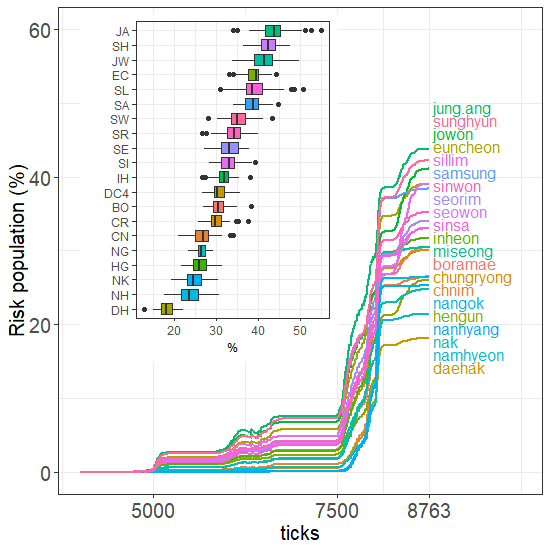 Risk population (%)
60
40
20
0
5000
7500
8763
ticks
JA
SH
JW
EC
SL
SA
SW
SR
SE
SI
IH
DC4
BO
CR
CN
NG
HG
NK
NH
DH
20
30
40
50
%
jung.ang
sunghyun
jowon
euncheon
sillim
samsung
sinwon
seorim
seowon
sinsa
inheon
miseong
boramae
chungryong
chnim
nangok
hengun
nanhyang
nak
namhyeon
daehak